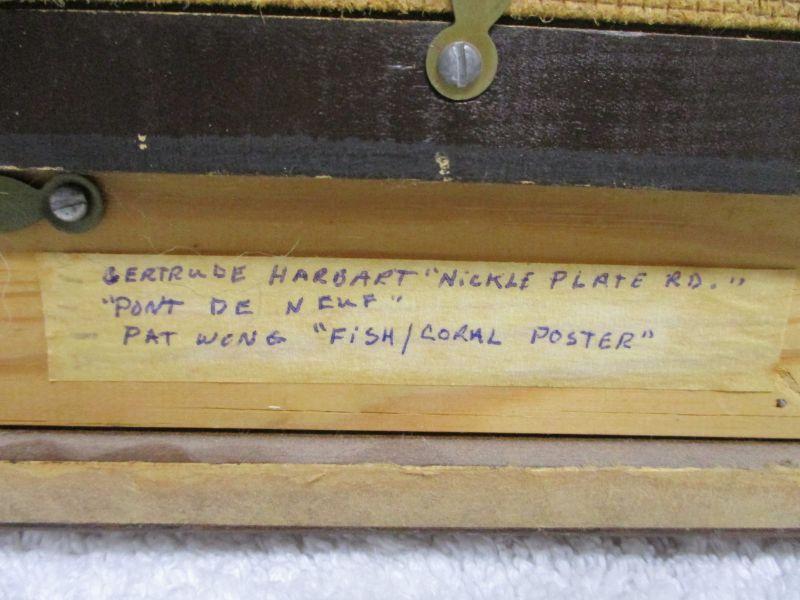 GERTRUDE HARBART "NICKLE PLATE RD."
"PONT DE NEUF"
PAT WONG "FISH/CORAL POSTER"